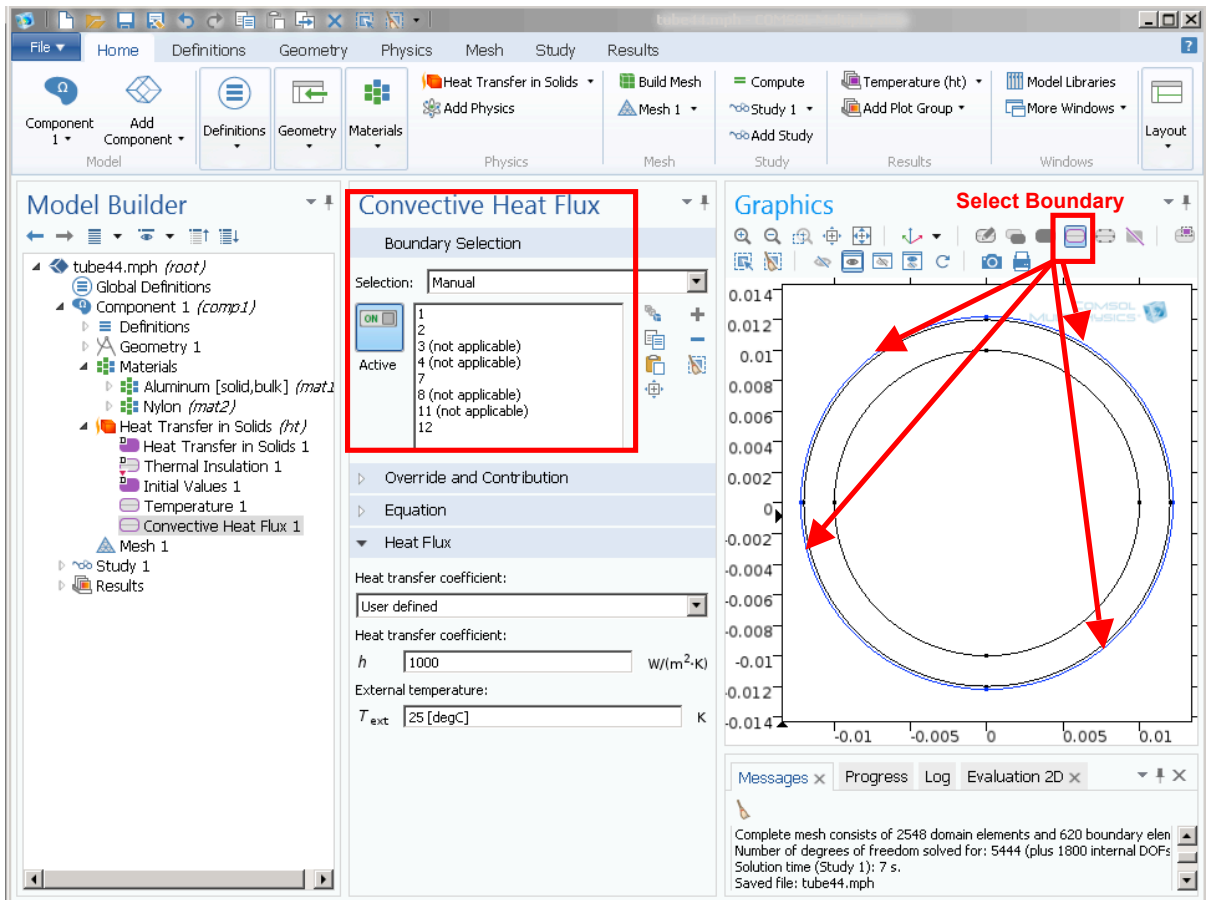 tube44.mph - COMSOL Multiphysics
File Home Definitions Geometry Physics Mesh Study Results
Component 1
Add Component
Model
Definitions
Geometry
Materials
Heat Transfer in Solids
Add Physics
Physics
Build Mesh
Mesh 1
Mesh
Compute
Study 1
Add Study
Study
Temperature (ht)
Add Plot Group
Results
Model Libraries
More Windows
Windows
Layout
Model Builder
tube44.mph (root)
Global Definitions
Component 1 (comp1)
Definitions
Geometry 1
Materials
Aluminum [solid,bulk] (mat1
Nylon (mat2)
Heat Transfer in Solids (ht)
Heat Transfer in Solids 1
Thermal Insulation 1
Initial Values 1
Temperature 1
Convective Heat Flux 1
Mesh 1
Study 1
Results
Convective Heat Flux
Boundary Selection
Selection: Manual
ON
Active
1
2
3 (not applicable)
4 (not applicable)
7
8 (not applicable)
11 (not applicable)
12
Override and Contribution
Equation
Heat Flux
Heat transfer coefficient:
User defined
Heat transfer coefficient:
h 1000 W/(m²·K)
External temperature:
T ext 25 [degC] K
Graphics
Select Boundary
COMSOL
MULTIPHYSICS
0.014
0.012
0.01
0.008
0.006
0.004
0.002
0
-0.002
-0.004
-0.006
-0.008
-0.01
-0.012
-0.014
-0.01 -0.005 0 0.005 0.01
Messages Progress Log Evaluation 2D
Complete mesh consists of 2548 domain elements and 620 boundary elen
Number of degrees of freedom solved for: 5444 (plus 1800 internal DOFs
Solution time (Study 1): 7 s.
Saved file: tube44.mph